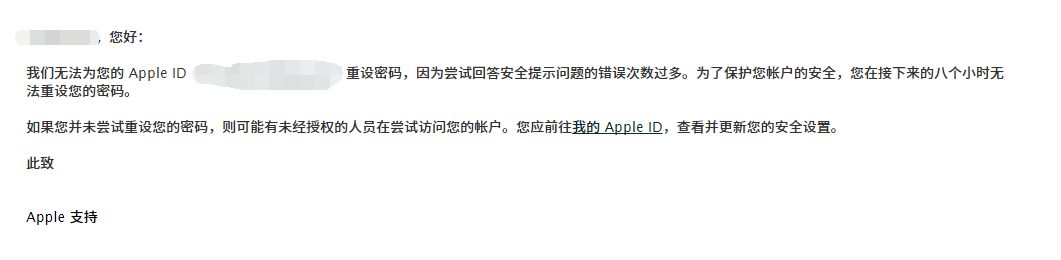 ，您好：
我们无法为您的 Apple ID 重设密码，因为尝试回答安全提示问题的错误次数过多。为了保护您帐户的安全，您在接下来的八个小时无
法重设您的密码。
如果您并未尝试重设您的密码，则可能有未经授权的人员在尝试访问您的帐户。您应前往我的 Apple ID，查看并更新您的安全设置。
此致
Apple 支持